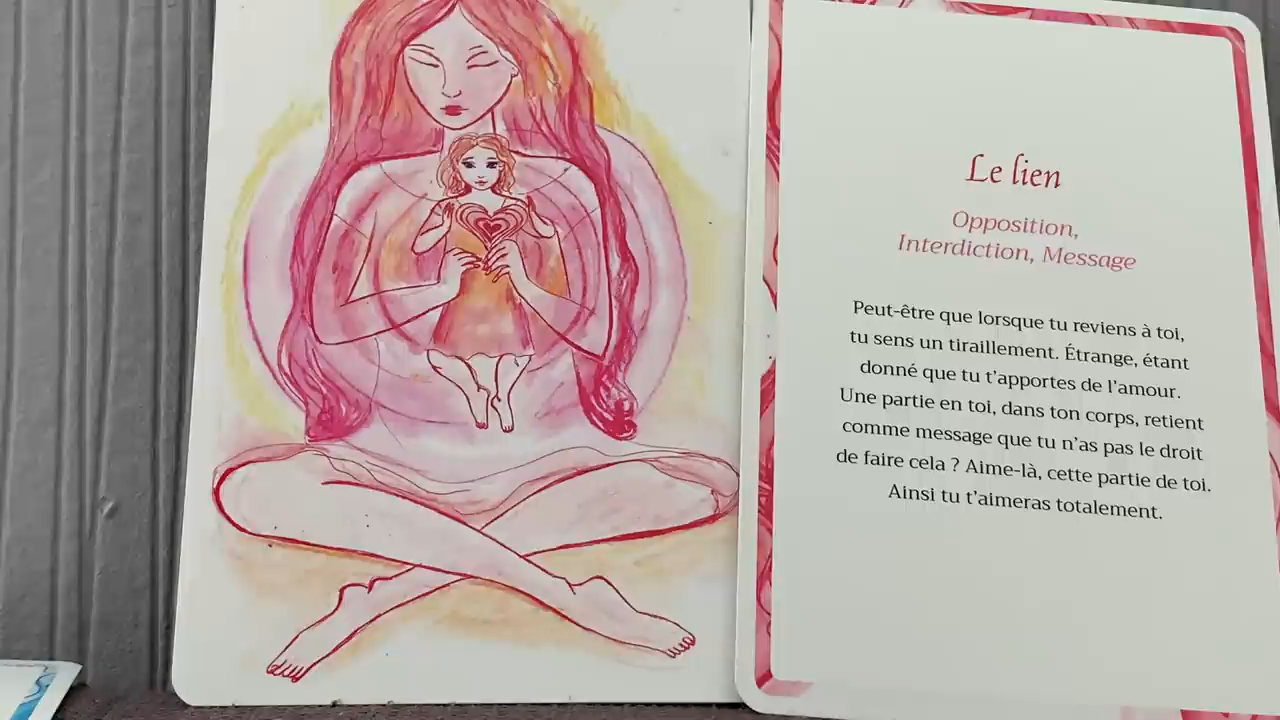 Le lien
Opposition,
Interdiction, Message
Peut-être que lorsque tu reviens à toi,
tu sens un tiraillement. Étrange, étant
donné que tu t'apportes de l'amour.
Une partie en toi, dans ton corps, retient
comme message que tu n'as pas le droit
de faire cela ? Aime-là, cette partie de toi.
Ainsi tu t'aimeras totalement.